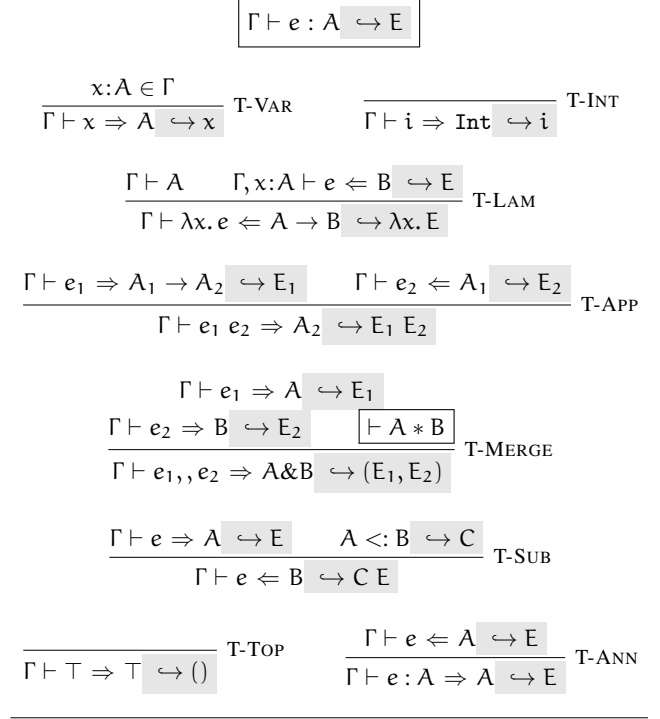 Γ ⊢ e : A ↪ E
x:A ∈ Γ
Γ ⊢ x ⇒ A ↪ x T-VAR
Γ ⊢ i ⇒ Int ↪ i T-INT
Γ ⊢ A Γ, x:A ⊢ e ⇐ B ↪ E
Γ ⊢ λx. e ⇐ A → B ↪ λx. E T-LAM
Γ ⊢ e₁ ⇒ A₁ → A₂ ↪ E₁ Γ ⊢ e₂ ⇐ A₁ ↪ E₂
Γ ⊢ e₁ e₂ ⇒ A₂ ↪ E₁ E₂ T-APP
Γ ⊢ e₁ ⇒ A ↪ E₁
Γ ⊢ e₂ ⇒ B ↪ E₂ ⊢ A ∗ B
Γ ⊢ e₁,,e₂ ⇒ A&B ↪ (E₁, E₂) T-MERGE
Γ ⊢ e ⇒ A ↪ E A <: B ↪ C
Γ ⊢ e ⇐ B ↪ C E T-SUB
Γ ⊢ ⊤ ⇒ ⊤ ↪ () T-TOP
Γ ⊢ e ⇐ A ↪ E
Γ ⊢ e : A ⇒ A ↪ E T-ANN